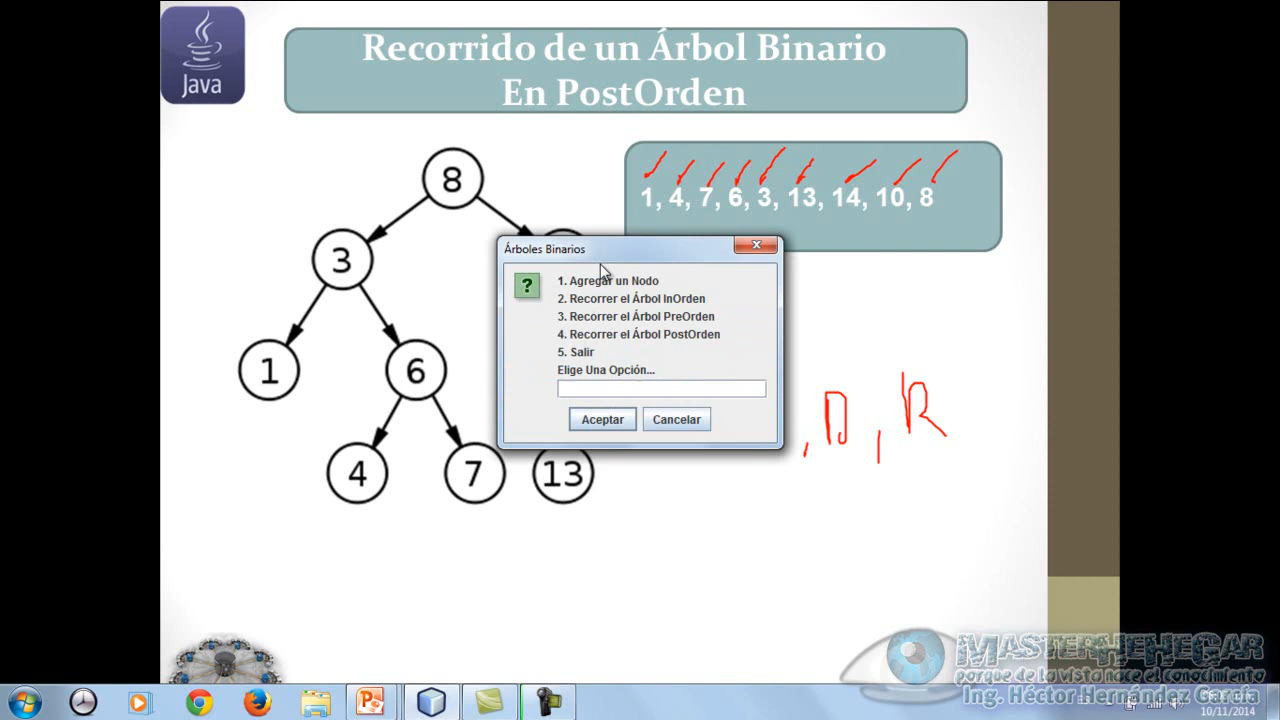 Java
Recorrido de un Árbol Binario
En PostOrden
1, 4, 7, 6, 3, 13, 14, 10, 8
8
3
1
6
4
7
13
Árboles Binarios
?
1. Agregar un Nodo
2. Recorrer el Árbol InOrden
3. Recorrer el Árbol PreOrden
4. Recorrer el Árbol PostOrden
5. Salir
Elige Una Opción...
Aceptar
Cancelar
, D, R
MASTERHEHEGAR
porque de la vista nace el conocimiento
Ing. Héctor Hernández García
10/11/2014